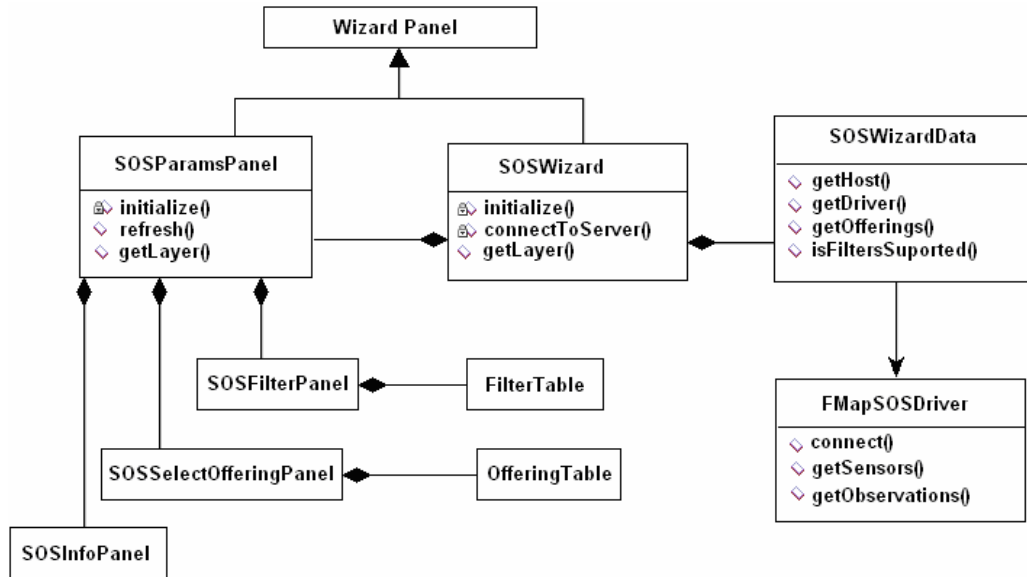 Wizard Panel
SOSParamsPanel
initialize()
refresh()
getLayer()
SOSWizard
initialize()
connectToServer()
getLayer()
SOSWizardData
getHost()
getDriver()
getOfferings()
isFiltersSuported()
SOSFilterPanel
FilterTable
FMapSOSDriver
connect()
getSensors()
getObservations()
SOSSelectOfferingPanel
OfferingTable
SOSInfoPanel